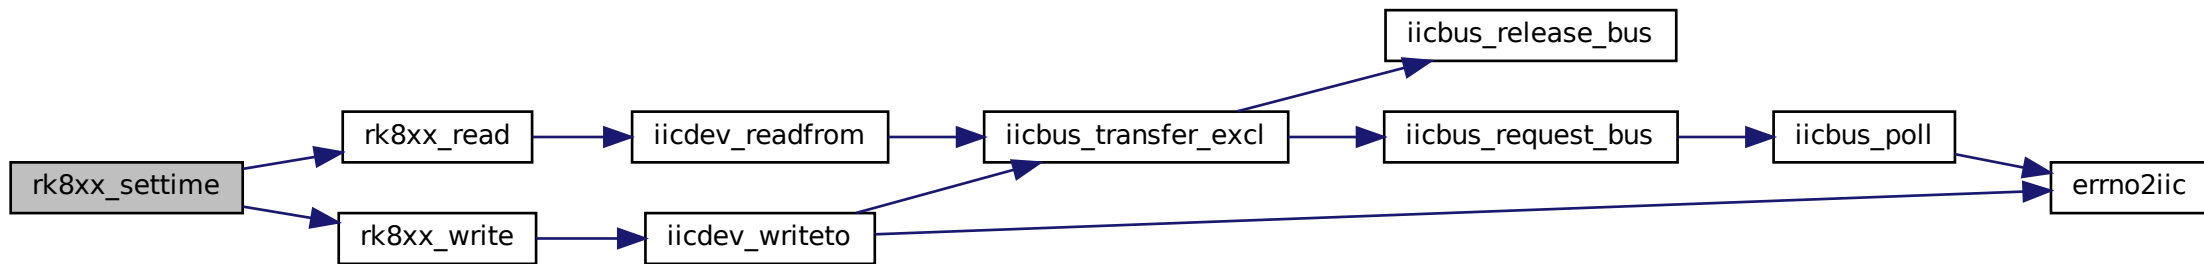 iicbus_release_bus
rk8xx_read
iicdev_readfrom
iicbus_transfer_excl
iicbus_request_bus
iicbus_poll
rk8xx_settime
errno2iic
rk8xx_write
iicdev_writeto